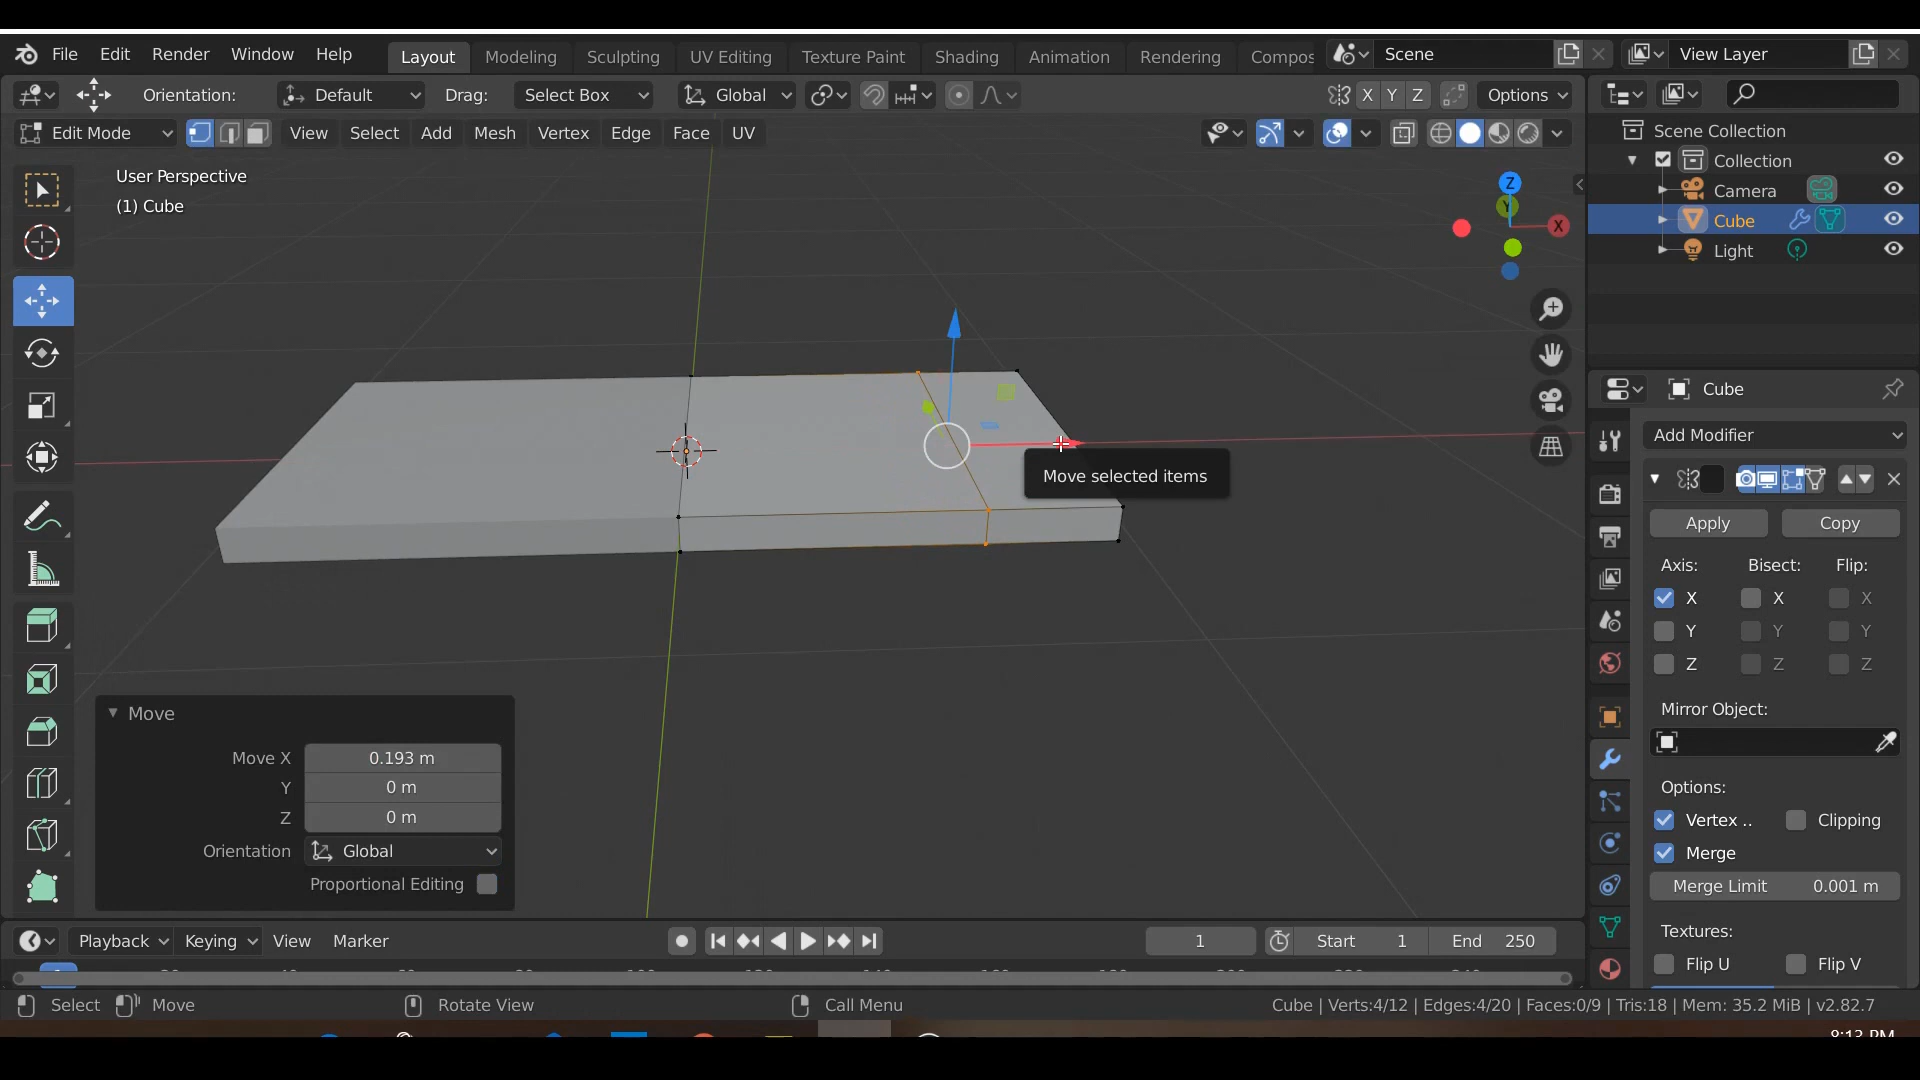 File Edit Render Window Help Layout Modeling Sculpting UV Editing Texture Paint Shading Animation Rendering Compos Scene View Layer
Orientation: Default Drag: Select Box Global X Y Z Options
Edit Mode View Select Add Mesh Vertex Edge Face UV
User Perspective
(1) Cube
Z
Y
X
Scene Collection
Collection
Camera
Cube
Light
Cube
Add Modifier
Apply Copy
Axis: Bisect: Flip:
X X X
Y Y Y
Z Z Z
Mirror Object:
Options:
Vertex .. Clipping
Merge
Merge Limit 0.001 m
Textures:
Flip U Flip V
Move selected items
Move
Move X 0.193 m
Y 0 m
Z 0 m
Orientation Global
Proportional Editing
Playback Keying View Marker 1 Start 1 End 250
Select Move Rotate View Call Menu Cube | Verts:4/12 | Edges:4/20 | Faces:0/9 | Tris:18 | Mem: 35.2 MiB | v2.82.7
8:13 PM